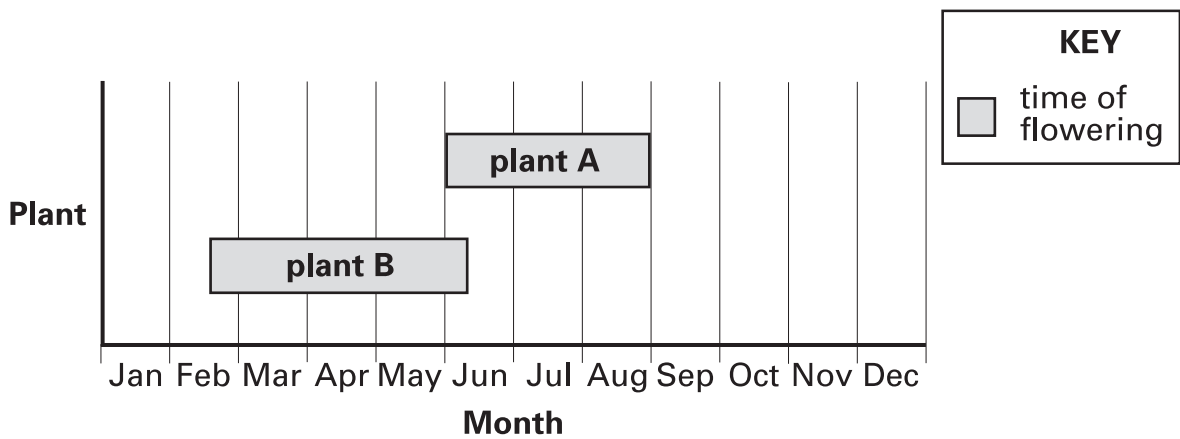 KEY
time of
flowering
plant A
Plant
plant B
Jan Feb Mar Apr May Jun Jul Aug Sep Oct Nov Dec
Month